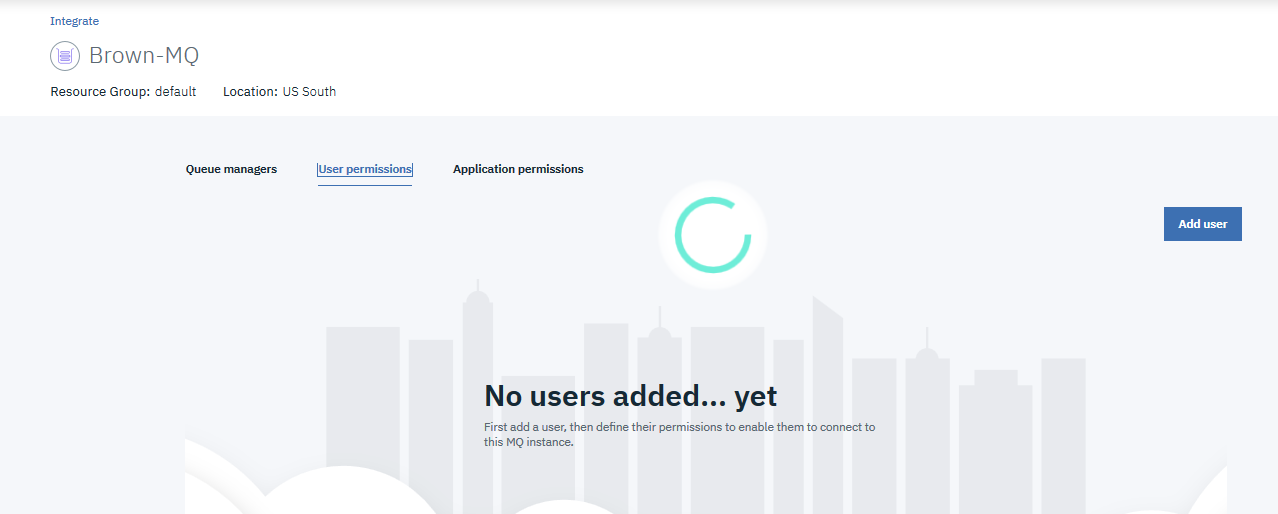 Integrate
Brown-MQ
Resource Group: default Location: US South
Queue managers User permissions Application permissions
Add user
No users added... yet
First add a user, then define their permissions to enable them to connect to
this MQ instance.